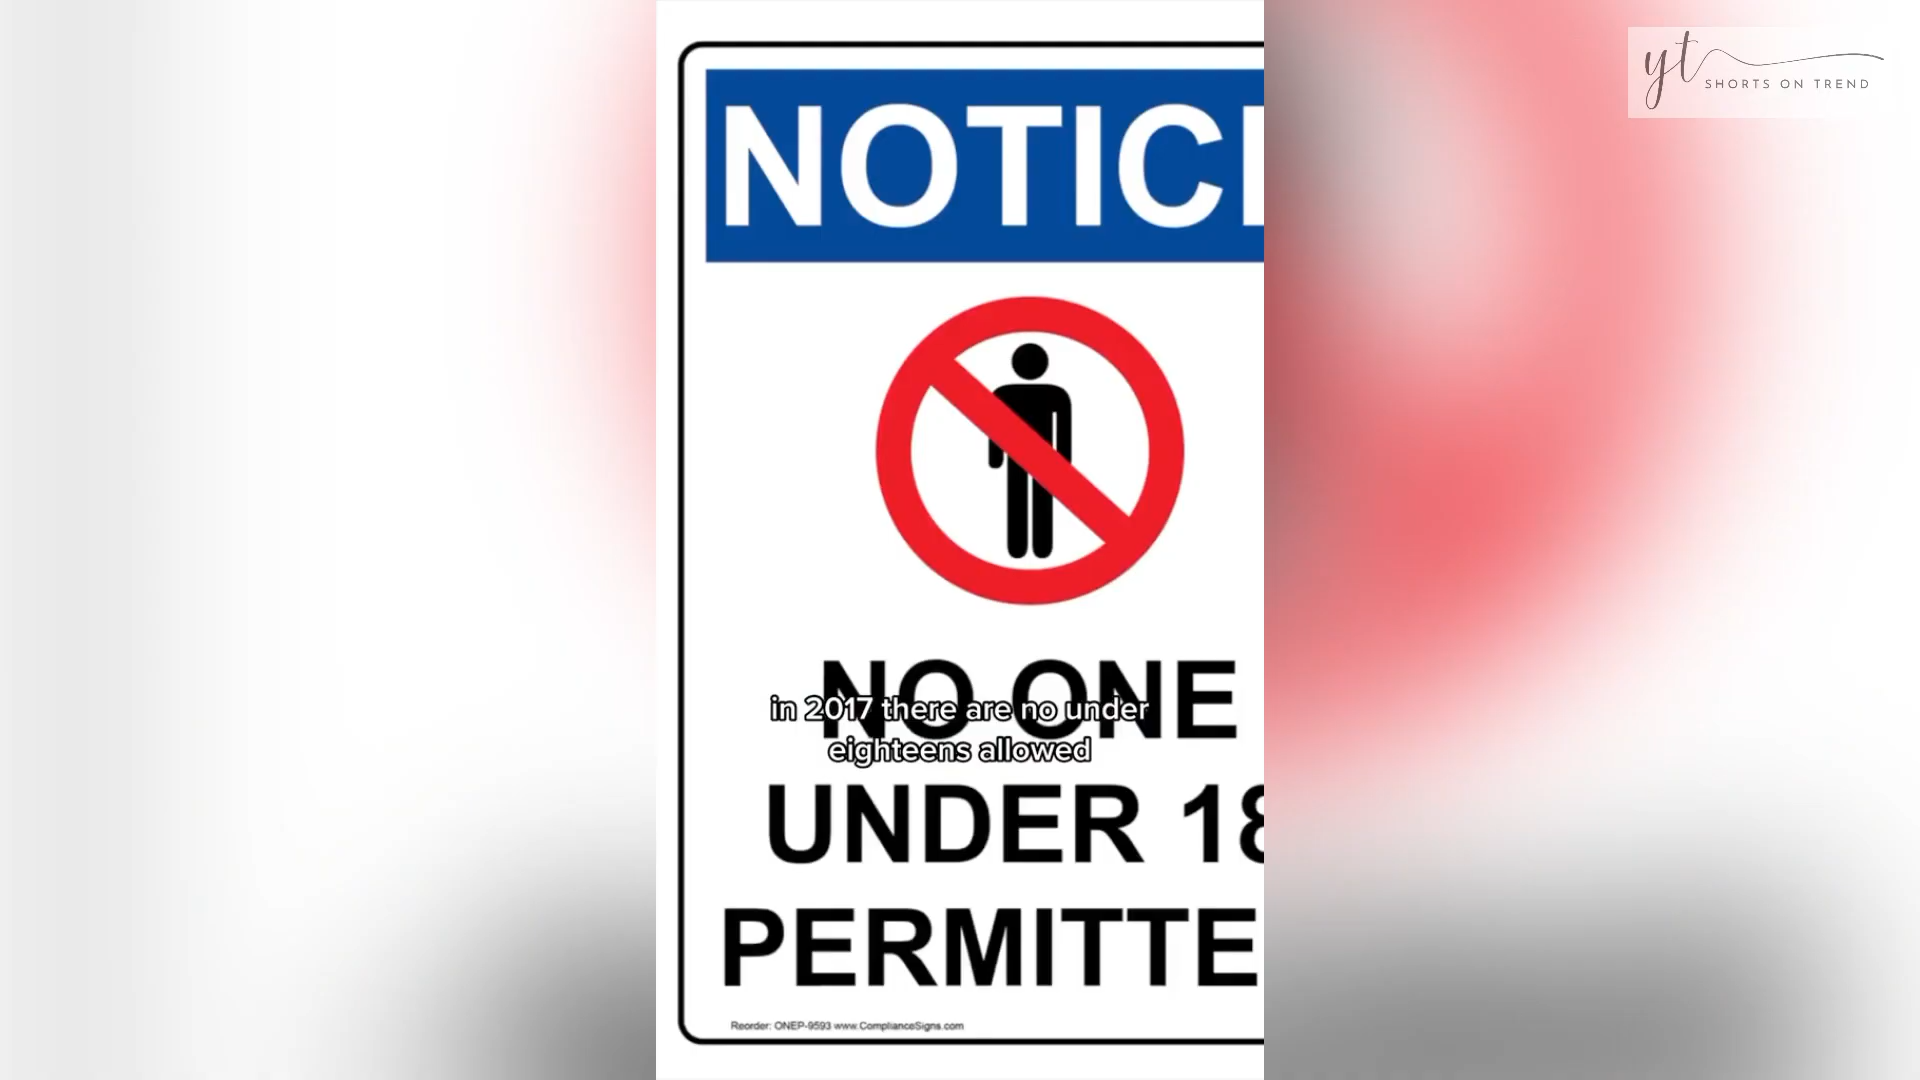 NOTICE
NO ONE
in 2017 there are no under
eighteens allowed
UNDER 18
PERMITTE
Reorder: ONEP-9593 www.ComplianceSigns.com
yt
SHORTS ON TREND